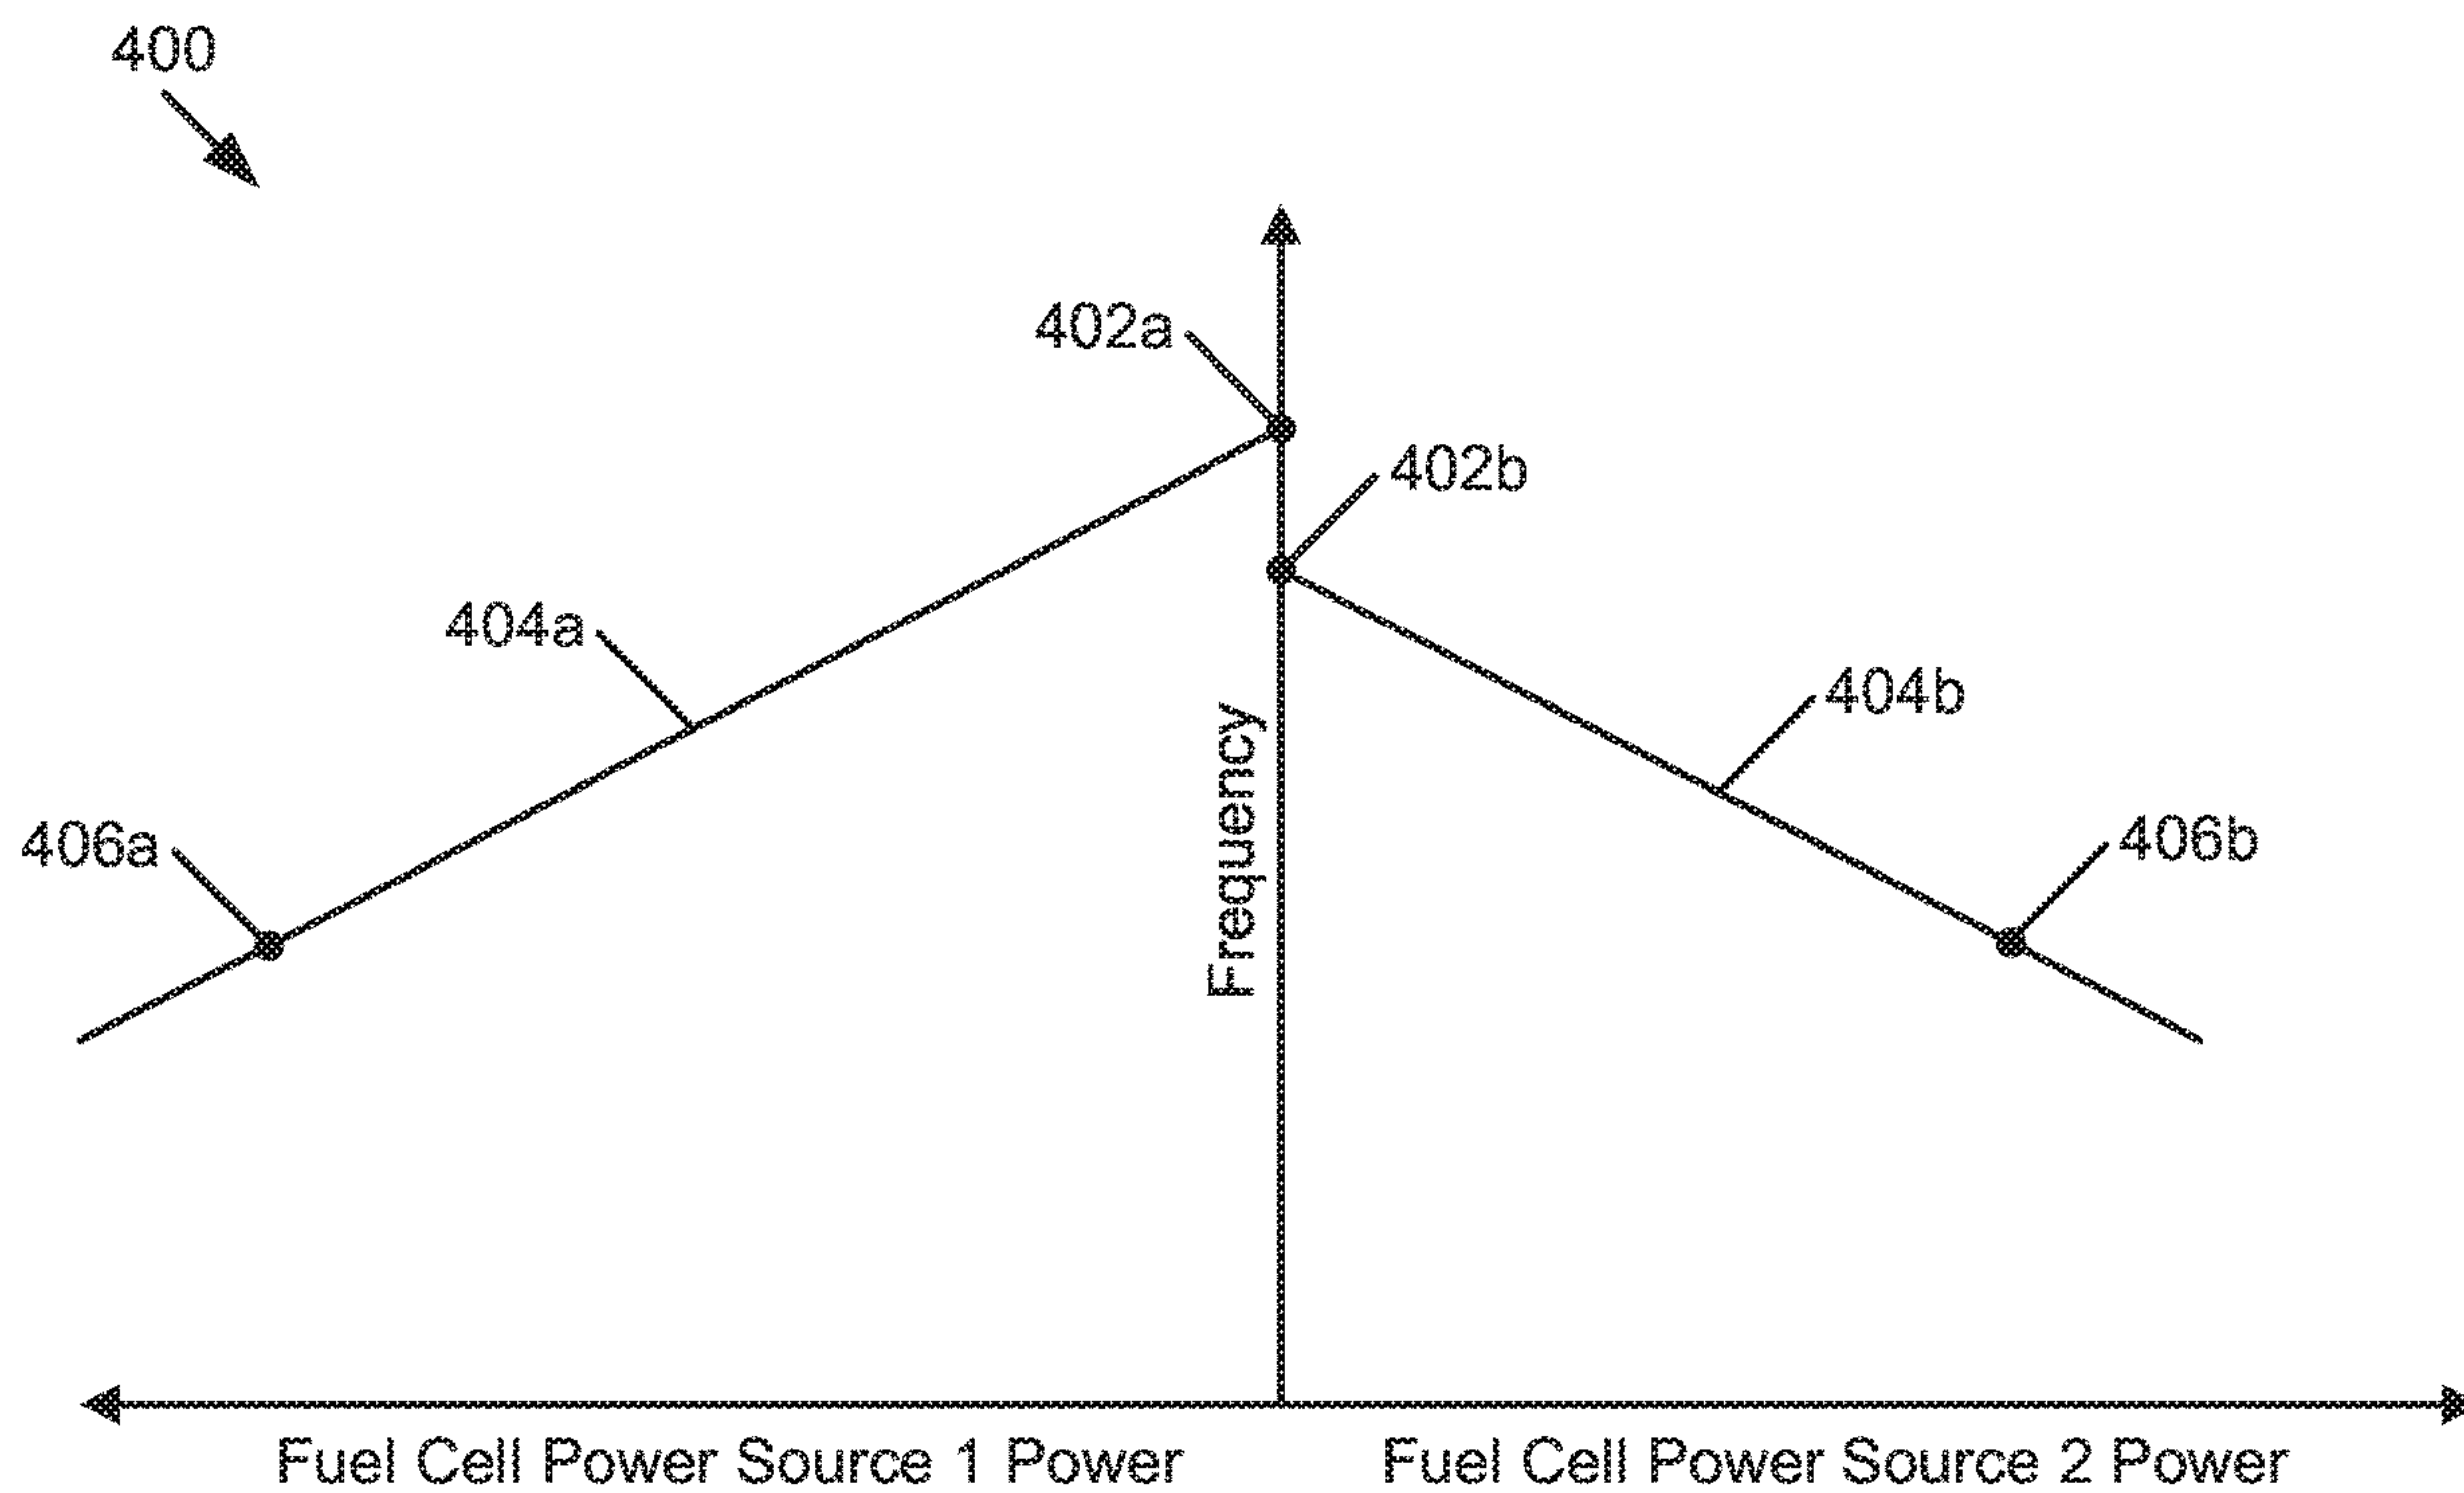 400
402a
402b
404a
404b
406a
406b
Frequency
Fuel Cell Power Source 1 Power
Fuel Cell Power Source 2 Power